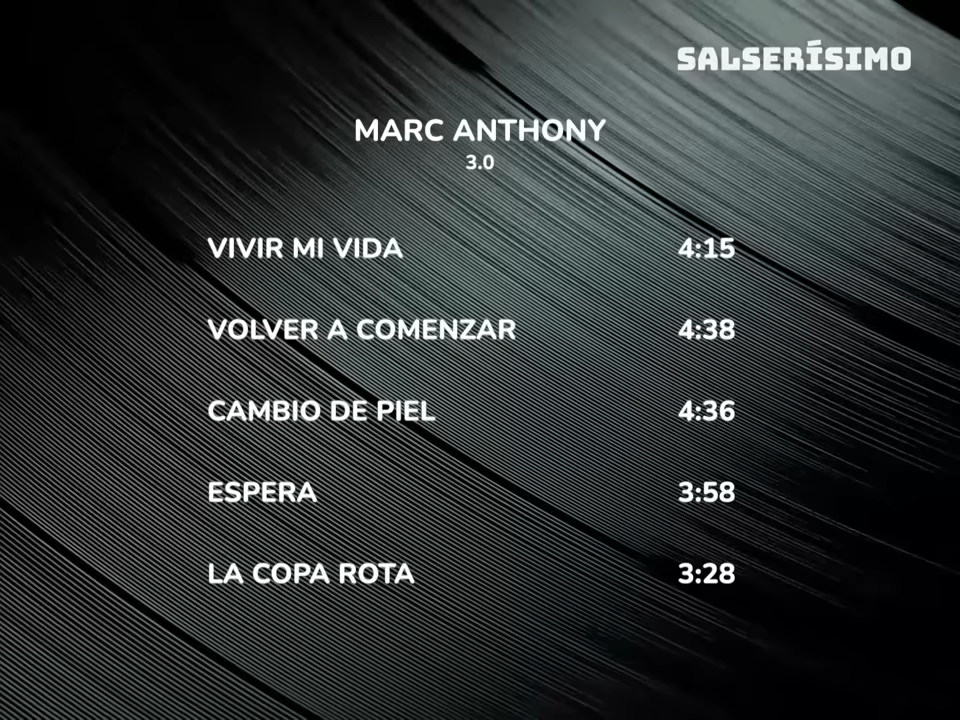 SALSERÍSIMO
MARC ANTHONY
3.0
VIVIR MI VIDA 4:15
VOLVER A COMENZAR 4:38
CAMBIO DE PIEL 4:36
ESPERA 3:58
LA COPA ROTA 3:28